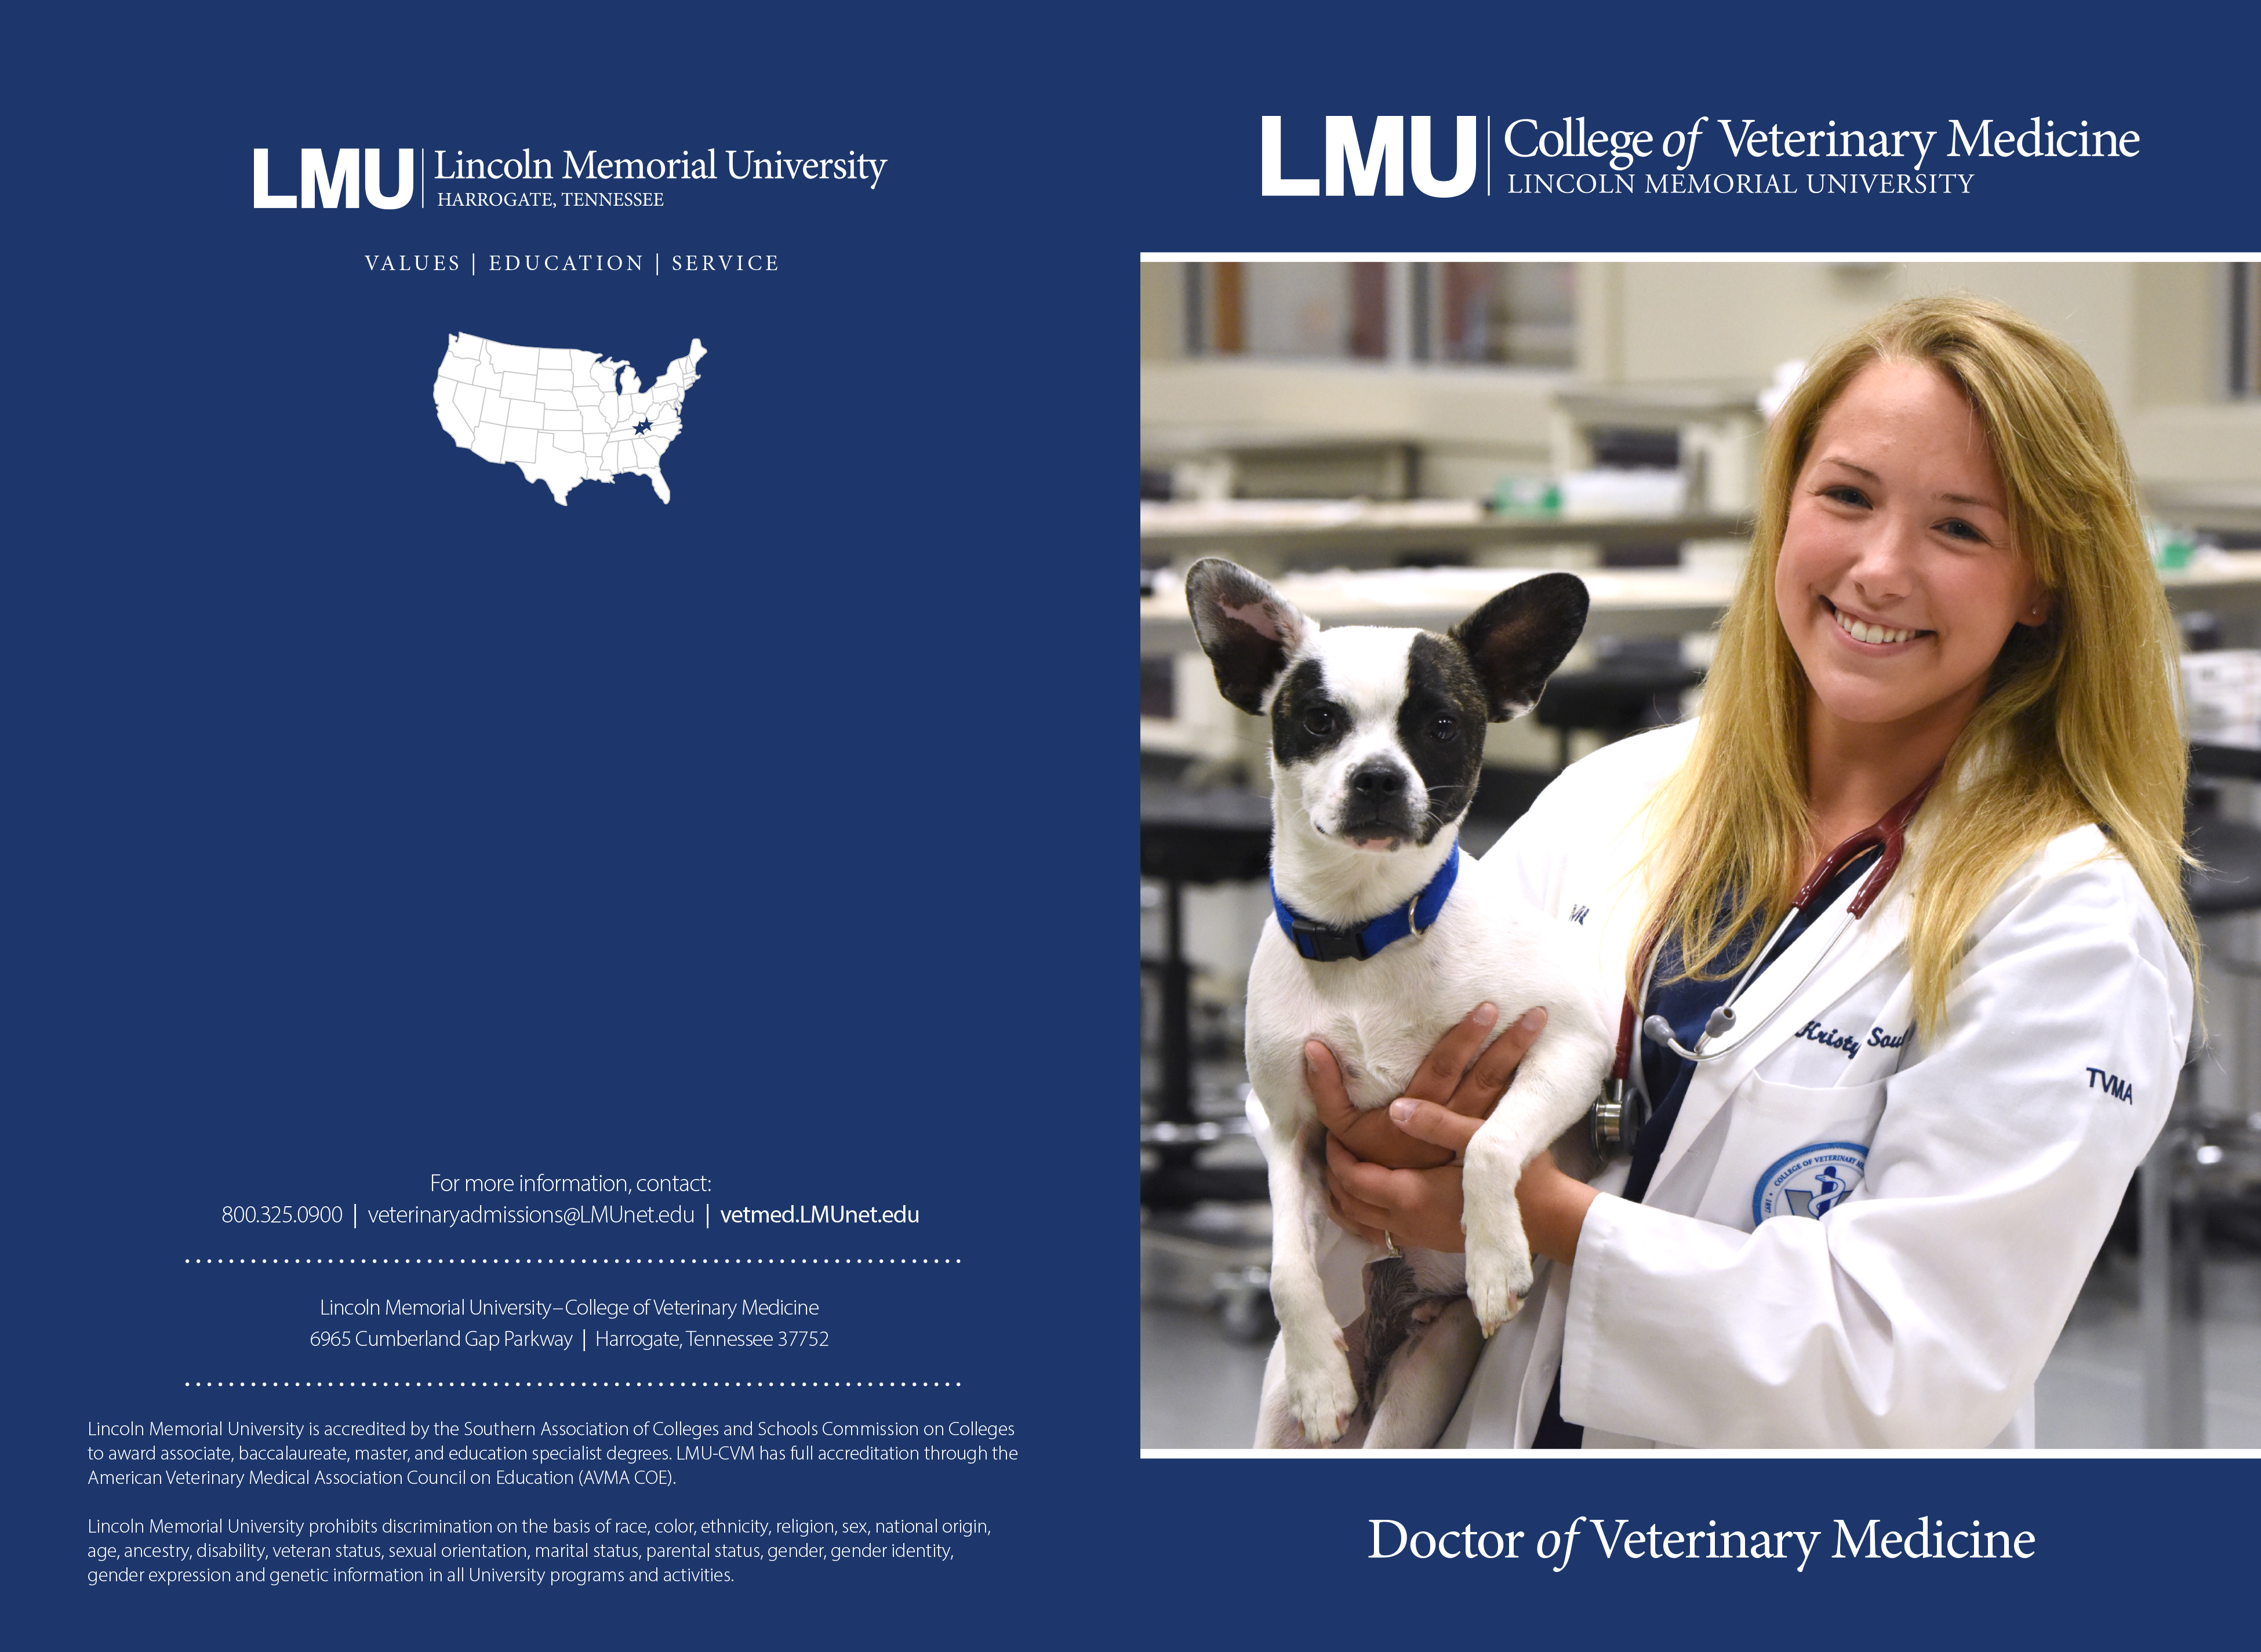 LMU
Lincoln Memorial University
HARROGATE, TENNESSEE
VALUES | EDUCATION | SERVICE
For more information, contact:
800.325.0900 | veterinaryadmissions@LMUnet.edu | vetmed.LMUnet.edu
Lincoln Memorial University–College of Veterinary Medicine
6965 Cumberland Gap Parkway | Harrogate, Tennessee 37752
Lincoln Memorial University is accredited by the Southern Association of Colleges and Schools Commission on Colleges
to award associate, baccalaureate, master, and education specialist degrees. LMU-CVM has full accreditation through the
American Veterinary Medical Association Council on Education (AVMA COE).
Lincoln Memorial University prohibits discrimination on the basis of race, color, ethnicity, religion, sex, national origin,
age, ancestry, disability, veteran status, sexual orientation, marital status, parental status, gender, gender identity,
gender expression and genetic information in all University programs and activities.
LMU
College of Veterinary Medicine
LINCOLN MEMORIAL UNIVERSITY
Kristy
TVMA
COLLEGE OF VETERINARY
Doctor of Veterinary Medicine